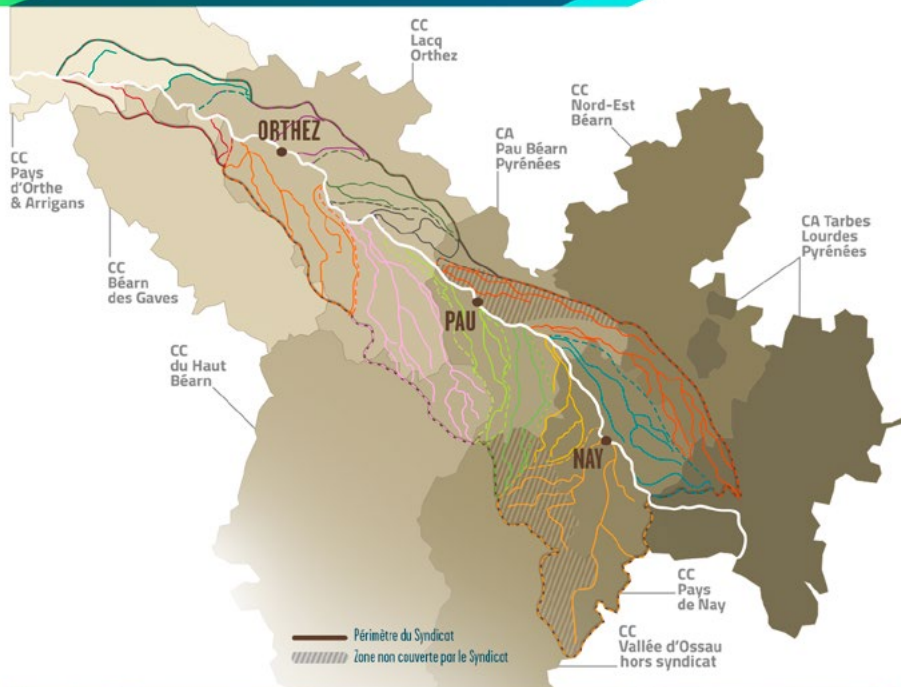 CC
Lacq
Orthez
CC
Nord-Est
Béarn
ORTHEZ
CA
Pau Béarn
Pyrénées
CC
Pays
d'Orthe
& Arrigans
CA Tarbes
Lourdes
Pyrénées
CC
Béarn
des Gaves
PAU
CC
du Haut
Béarn
NAY
CC
Pays
de Nay
CC
Vallée d'Ossau
hors syndicat
Périmètre du Syndicat
Zone non couverte par le Syndicat